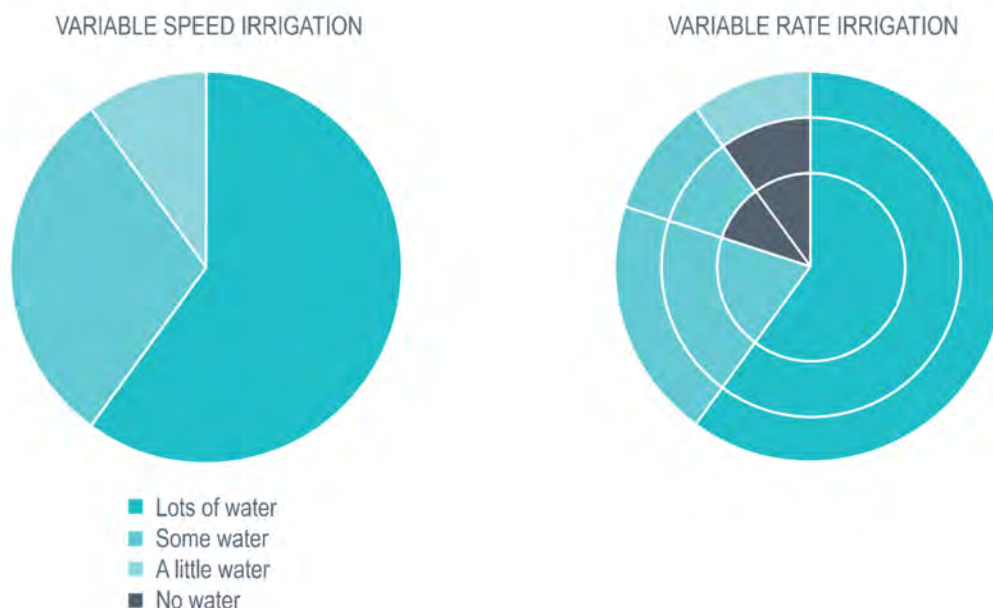 VARIABLE SPEED IRRIGATION
VARIABLE RATE IRRIGATION
Lots of water
Some water
A little water
No water